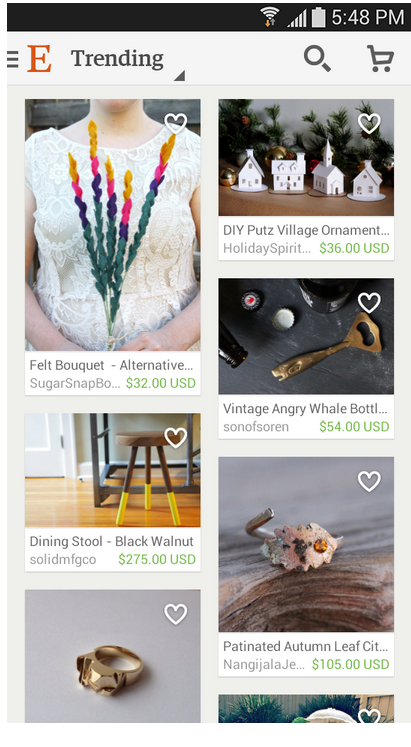 5:48 PM
E Trending
Felt Bouquet - Alternative...
SugarSnapBo... $32.00 USD
Dining Stool - Black Walnut
solidmfgco $275.00 USD
DIY Putz Village Ornament...
HolidaySpirit... $36.00 USD
Vintage Angry Whale Bottl...
sonofsoren $54.00 USD
Patinated Autumn Leaf Cit...
NangijalaJe... $105.00 USD